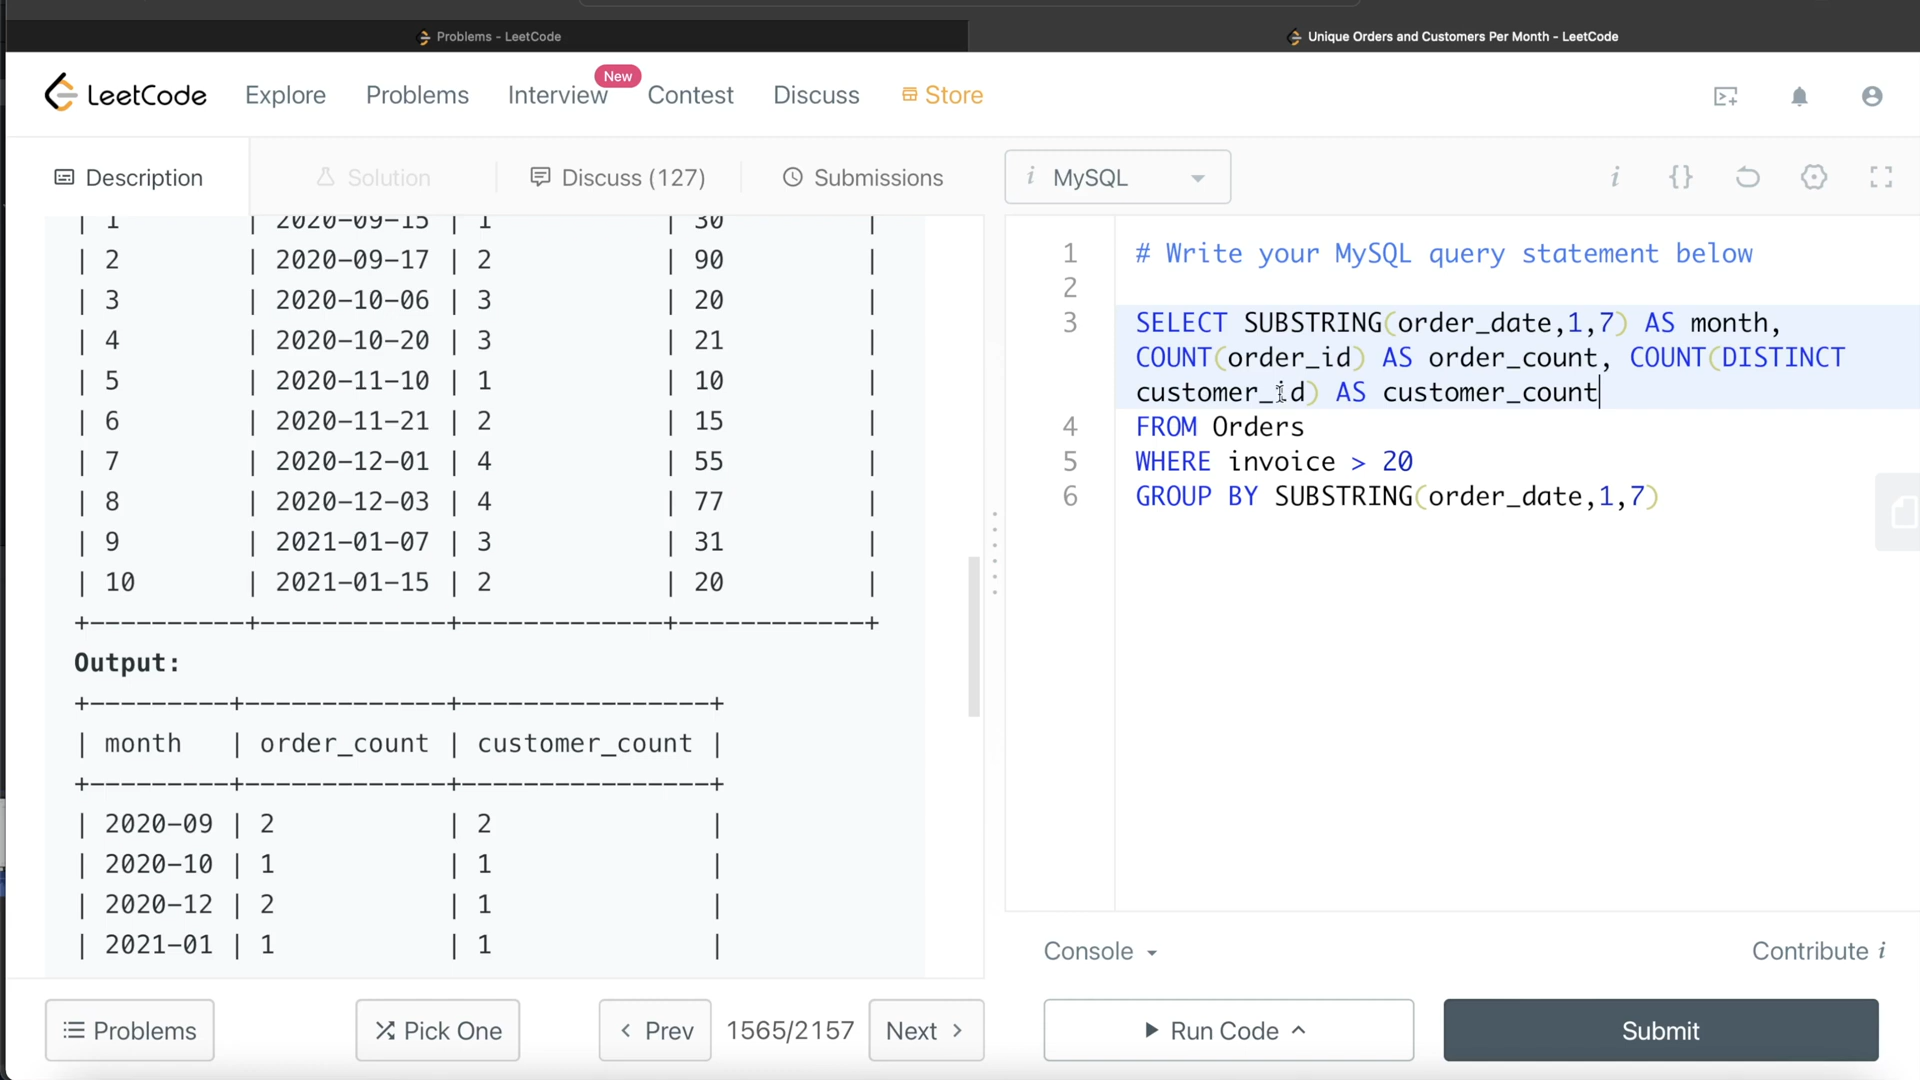 Problems - LeetCode
Unique Orders and Customers Per Month - LeetCode
LeetCode
Explore
Problems
Interview
New
Contest
Discuss
Store
Description
Solution
Discuss (127)
Submissions
i MySQL
| 1 | 2020-09-15 | 1 | 30 |
| 2 | 2020-09-17 | 2 | 90 |
| 3 | 2020-10-06 | 3 | 20 |
| 4 | 2020-10-20 | 3 | 21 |
| 5 | 2020-11-10 | 1 | 10 |
| 6 | 2020-11-21 | 2 | 15 |
| 7 | 2020-12-01 | 4 | 55 |
| 8 | 2020-12-03 | 4 | 77 |
| 9 | 2021-01-07 | 3 | 31 |
| 10 | 2021-01-15 | 2 | 20 |
+----------+------------+-------------+------------+
Output:
+---------+-------------+----------------+
| month | order_count | customer_count |
+---------+-------------+----------------+
| 2020-09 | 2 | 2 |
| 2020-10 | 1 | 1 |
| 2020-12 | 2 | 1 |
| 2021-01 | 1 | 1 |
1 # Write your MySQL query statement below
2
3 SELECT SUBSTRING(order_date,1,7) AS month,
COUNT(order_id) AS order_count, COUNT(DISTINCT
customer_id) AS customer_count
4 FROM Orders
5 WHERE invoice > 20
6 GROUP BY SUBSTRING(order_date,1,7)
Console
Contribute i
Problems
Pick One
Prev
1565/2157
Next
Run Code
Submit